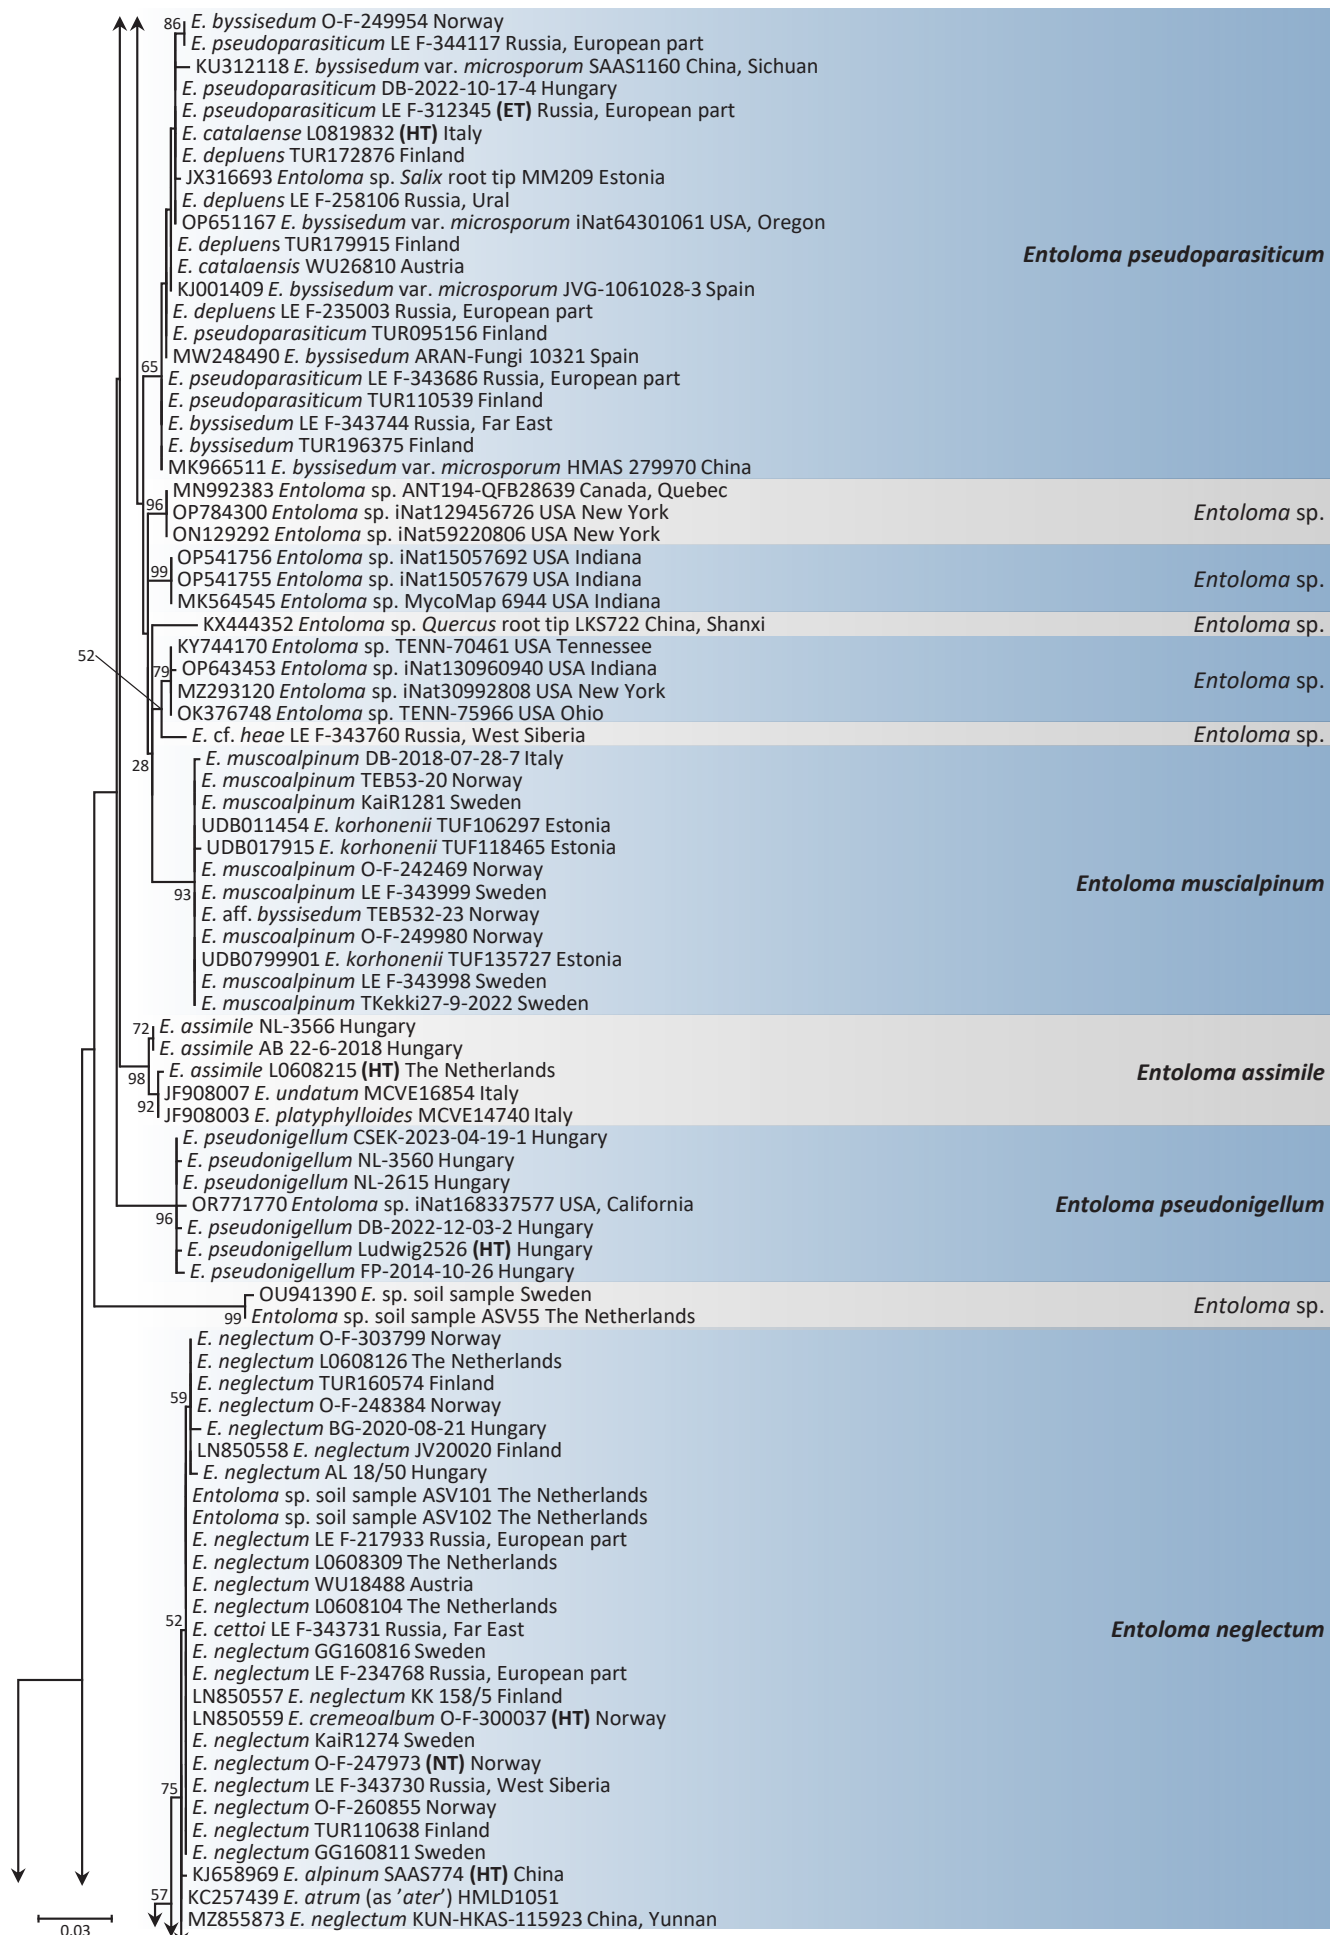 86
E. byssisedum O-F-249954 Norway
E. pseudoparasiticum LE F-344117 Russia, European part
KU312118 E. byssisedum var. microsporum SAAS1160 China, Sichuan
E. pseudoparasiticum DB-2022-10-17-4 Hungary
E. pseudoparasiticum LE F-312345 (ET) Russia, European part
E. catalaense L0819832 (HT) Italy
E. depluens TUR172876 Finland
JX316693 Entoloma sp. Salix root tip MM209 Estonia
E. depluens LE F-258106 Russia, Ural
OP651167 E. byssisedum var. microsporum iNat64301061 USA, Oregon
E. depluens TUR179915 Finland
Entoloma pseudoparasiticum
E. catalaensis WU26810 Austria
KJ001409 E. byssisedum var. microsporum JVG-1061028-3 Spain
E. depluens LE F-235003 Russia, European part
E. pseudoparasiticum TUR095156 Finland
MW248490 E. byssisedum ARAN-Fungi 10321 Spain
65
E. pseudoparasiticum LE F-343686 Russia, European part
E. pseudoparasiticum TUR110539 Finland
E. byssisedum LE F-343744 Russia, Far East
E. byssisedum TUR196375 Finland
MK966511 E. byssisedum var. microsporum HMAS 279970 China
MN992383 Entoloma sp. ANT194-QFB28639 Canada, Quebec
96
OP784300 Entoloma sp. iNat129456726 USA New York
Entoloma sp.
ON129292 Entoloma sp. iNat59220806 USA New York
OP541756 Entoloma sp. iNat15057692 USA Indiana
99
OP541755 Entoloma sp. iNat15057679 USA Indiana
Entoloma sp.
MK564545 Entoloma sp. MycoMap 6944 USA Indiana
KX444352 Entoloma sp. Quercus root tip LKS722 China, Shanxi
Entoloma sp.
KY744170 Entoloma sp. TENN-70461 USA Tennessee
52
79
OP643453 Entoloma sp. iNat130960940 USA Indiana
Entoloma sp.
MZ293120 Entoloma sp. iNat30992808 USA New York
OK376748 Entoloma sp. TENN-75966 USA Ohio
E. cf. heae LE F-343760 Russia, West Siberia
Entoloma sp.
28
E. muscoalpinum DB-2018-07-28-7 Italy
E. muscoalpinum TEB53-20 Norway
E. muscoalpinum KaiR1281 Sweden
UDB011454 E. korhonenii TUF106297 Estonia
UDB017915 E. korhonenii TUF118465 Estonia
E. muscoalpinum O-F-242469 Norway
Entoloma muscialpinum
93
E. muscoalpinum LE F-343999 Sweden
E. aff. byssisedum TEB532-23 Norway
E. muscoalpinum O-F-249980 Norway
UDB0799901 E. korhonenii TUF135727 Estonia
E. muscoalpinum LE F-343998 Sweden
E. muscoalpinum TKekki27-9-2022 Sweden
72
E. assimile NL-3566 Hungary
E. assimile AB 22-6-2018 Hungary
98
E. assimile L0608215 (HT) The Netherlands
Entoloma assimile
JF908007 E. undatum MCVE16854 Italy
92
JF908003 E. platyphylloides MCVE14740 Italy
E. pseudonigellum CSEK-2023-04-19-1 Hungary
E. pseudonigellum NL-3560 Hungary
E. pseudonigellum NL-2615 Hungary
OR771770 Entoloma sp. iNat168337577 USA, California
Entoloma pseudonigellum
96
E. pseudonigellum DB-2022-12-03-2 Hungary
E. pseudonigellum Ludwig2526 (HT) Hungary
E. pseudonigellum FP-2014-10-26 Hungary
OU941390 E. sp. soil sample Sweden
Entoloma sp.
99
Entoloma sp. soil sample ASV55 The Netherlands
E. neglectum O-F-303799 Norway
E. neglectum L0608126 The Netherlands
E. neglectum TUR160574 Finland
59
E. neglectum O-F-248384 Norway
E. neglectum BG-2020-08-21 Hungary
LN850558 E. neglectum JV20020 Finland
E. neglectum AL 18/50 Hungary
Entoloma sp. soil sample ASV101 The Netherlands
Entoloma sp. soil sample ASV102 The Netherlands
E. neglectum LE F-217933 Russia, European part
E. neglectum L0608309 The Netherlands
E. neglectum WU18488 Austria
E. neglectum L0608104 The Netherlands
52
E. cettoi LE F-343731 Russia, Far East
Entoloma neglectum
E. neglectum GG160816 Sweden
E. neglectum LE F-234768 Russia, European part
LN850557 E. neglectum KK 158/5 Finland
LN850559 E. cremeoalbum O-F-300037 (HT) Norway
E. neglectum KaiR1274 Sweden
E. neglectum O-F-247973 (NT) Norway
75
E. neglectum LE F-343730 Russia, West Siberia
E. neglectum O-F-260855 Norway
E. neglectum TUR110638 Finland
E. neglectum GG160811 Sweden
KJ658969 E. alpinum SAAS774 (HT) China
57
KC257439 E. atrum (as ’ater’) HMLD1051
MZ855873 E. neglectum KUN-HKAS-115923 China, Yunnan
0.03